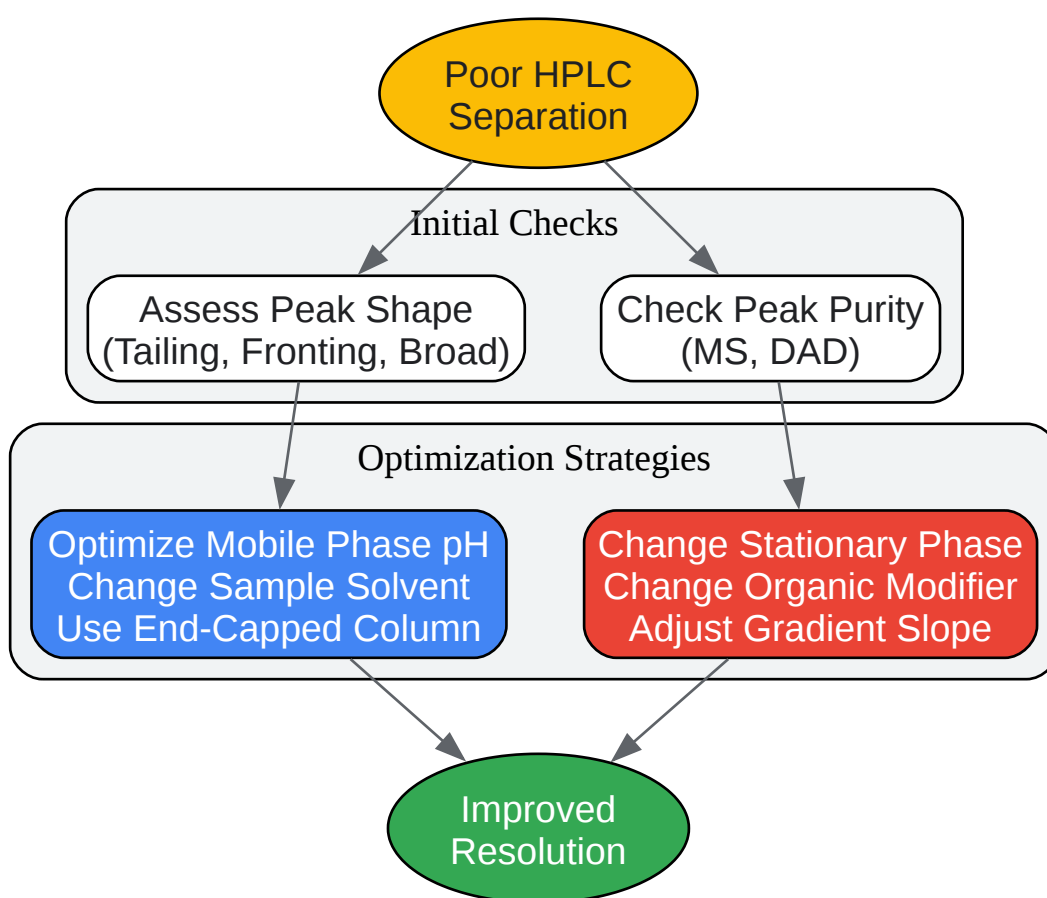 Poor HPLC
Separation
Initial Checks
Assess Peak Shape
(Tailing, Fronting, Broad)
Check Peak Purity
(MS, DAD)
Optimization Strategies
Optimize Mobile Phase pH
Change Sample Solvent
Use End-Capped Column
Change Stationary Phase
Change Organic Modifier
Adjust Gradient Slope
Improved
Resolution